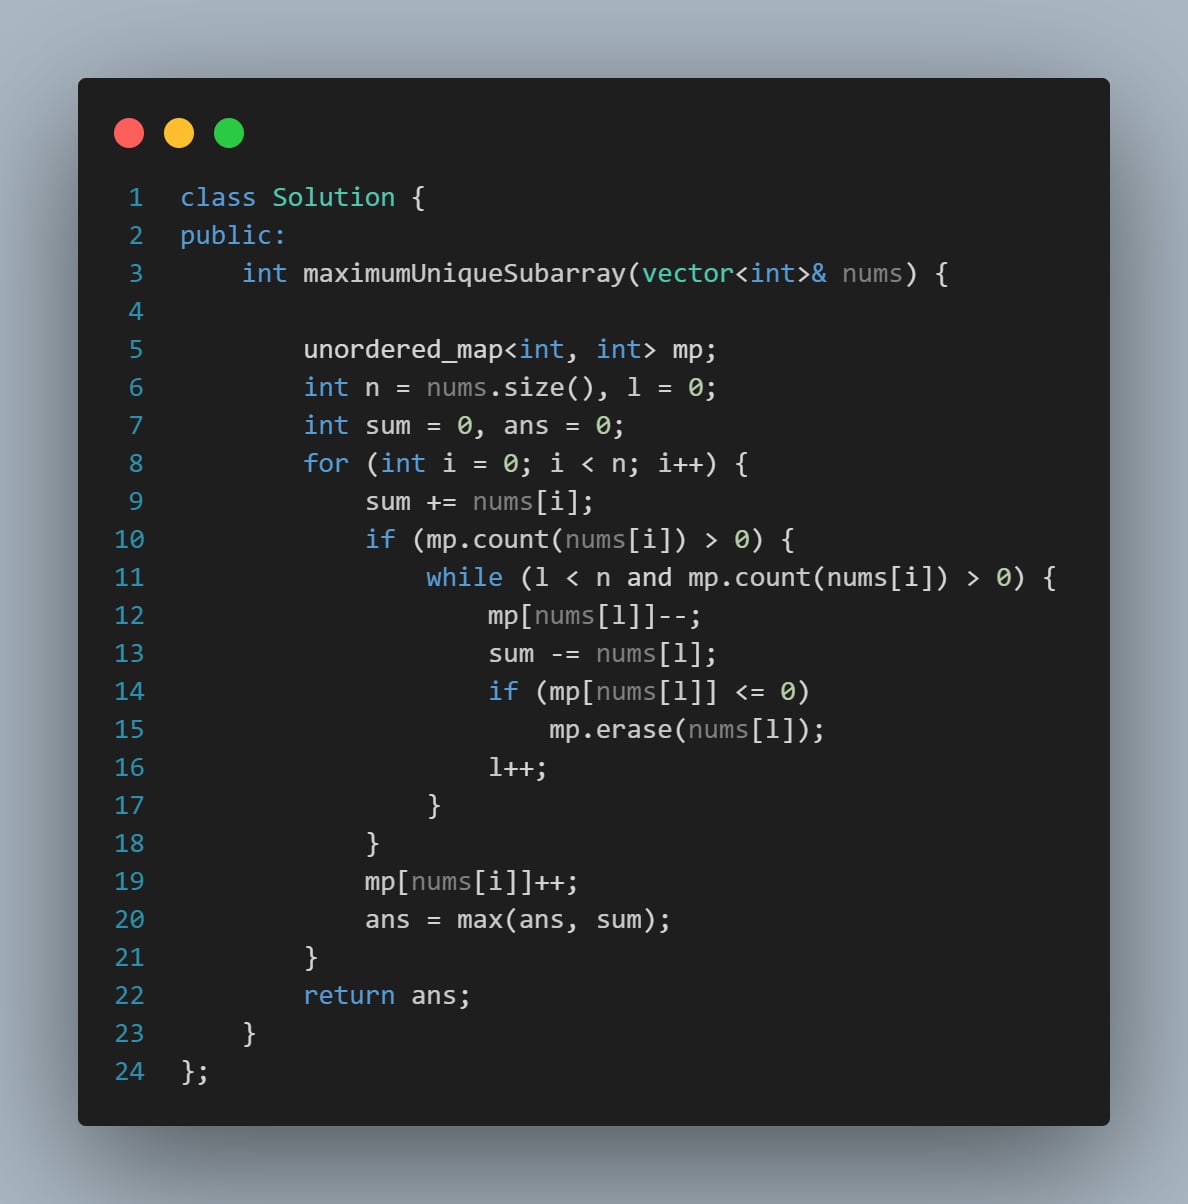 1 class Solution {
2 public:
3     int maximumUniqueSubarray(vector<int>& nums) {
4
5         unordered_map<int, int> mp;
6         int n = nums.size(), l = 0;
7         int sum = 0, ans = 0;
8         for (int i = 0; i < n; i++) {
9             sum += nums[i];
10             if (mp.count(nums[i]) > 0) {
11                 while (l < n and mp.count(nums[i]) > 0) {
12                     mp[nums[l]]--;
13                     sum -= nums[l];
14                     if (mp[nums[l]] <= 0)
15                         mp.erase(nums[l]);
16                     l++;
17                 }
18             }
19             mp[nums[i]]++;
20             ans = max(ans, sum);
21         }
22         return ans;
23     }
24 };